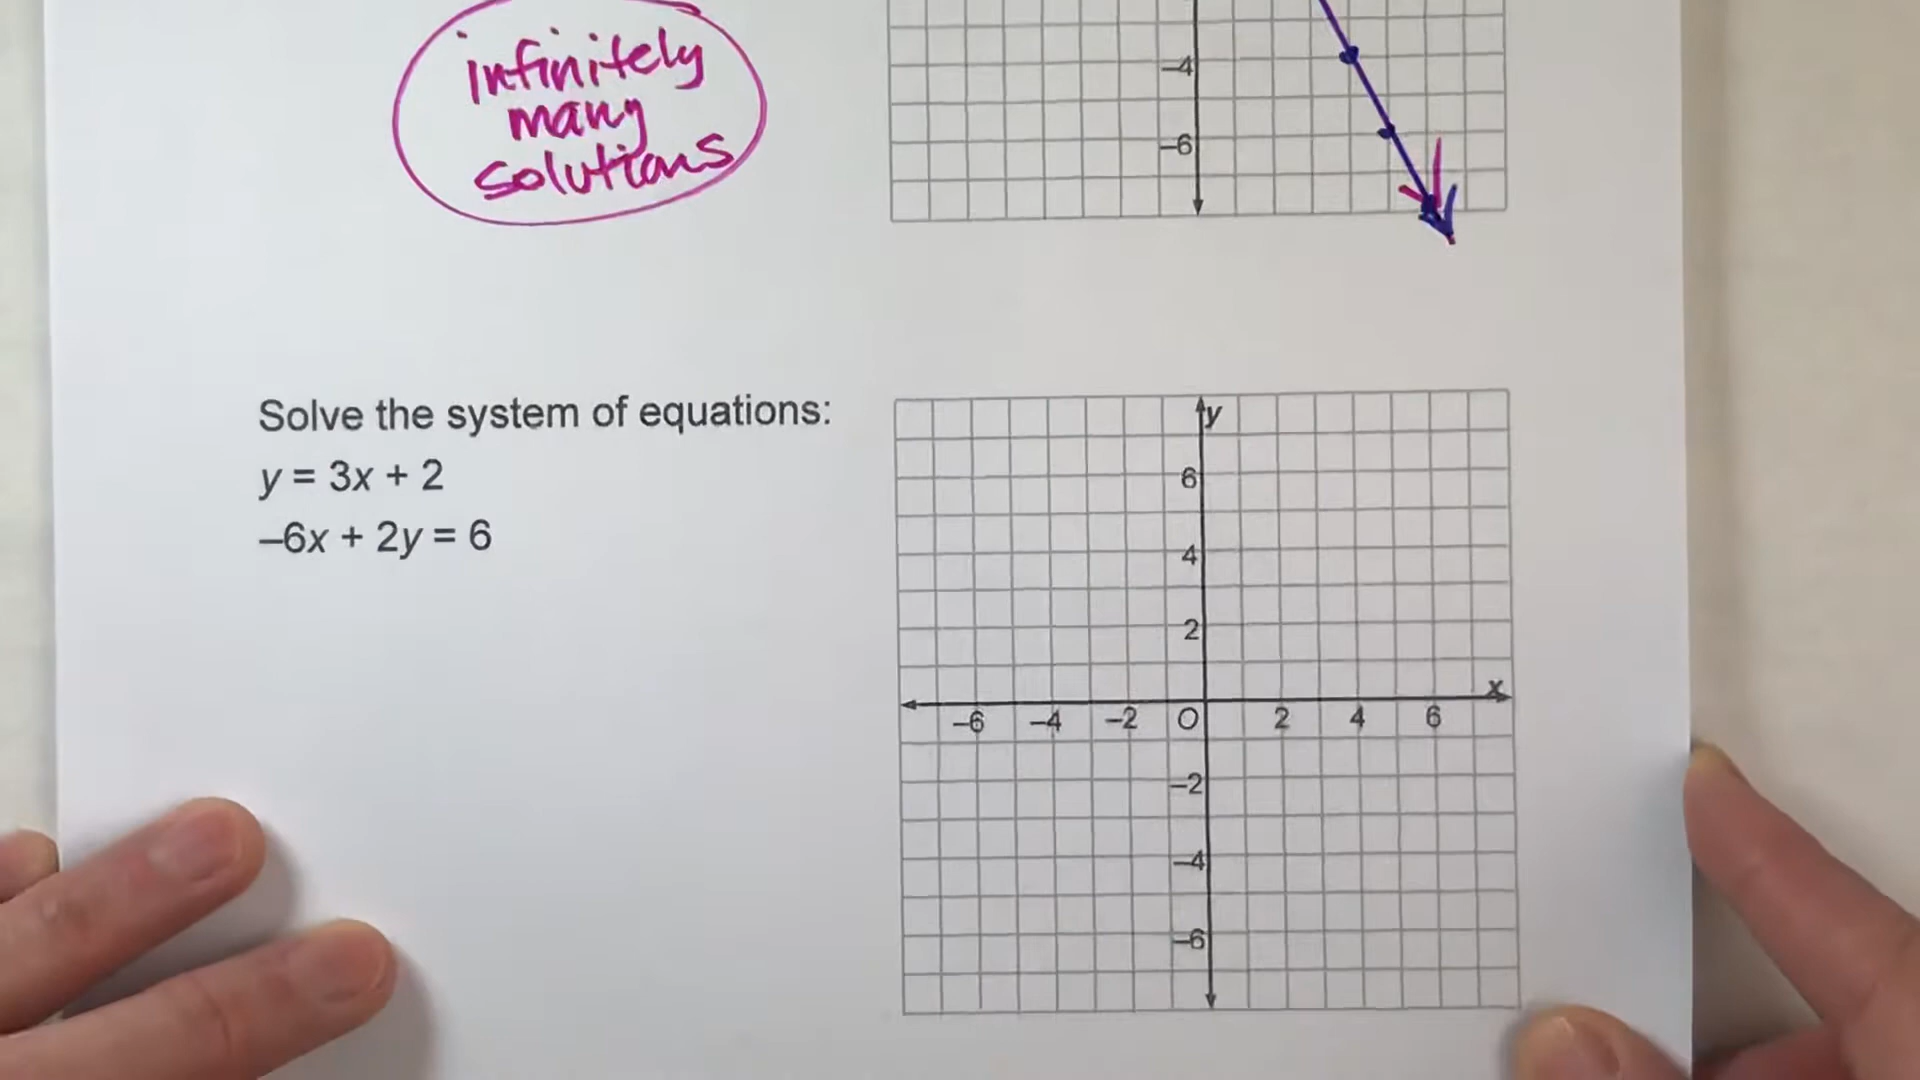 infinitely
many
solutions
–4
–6
Solve the system of equations:
y = 3x + 2
–6x + 2y = 6
y
6
4
2
x
–6 –4 –2 O 2 4 6
–2
–4
–6